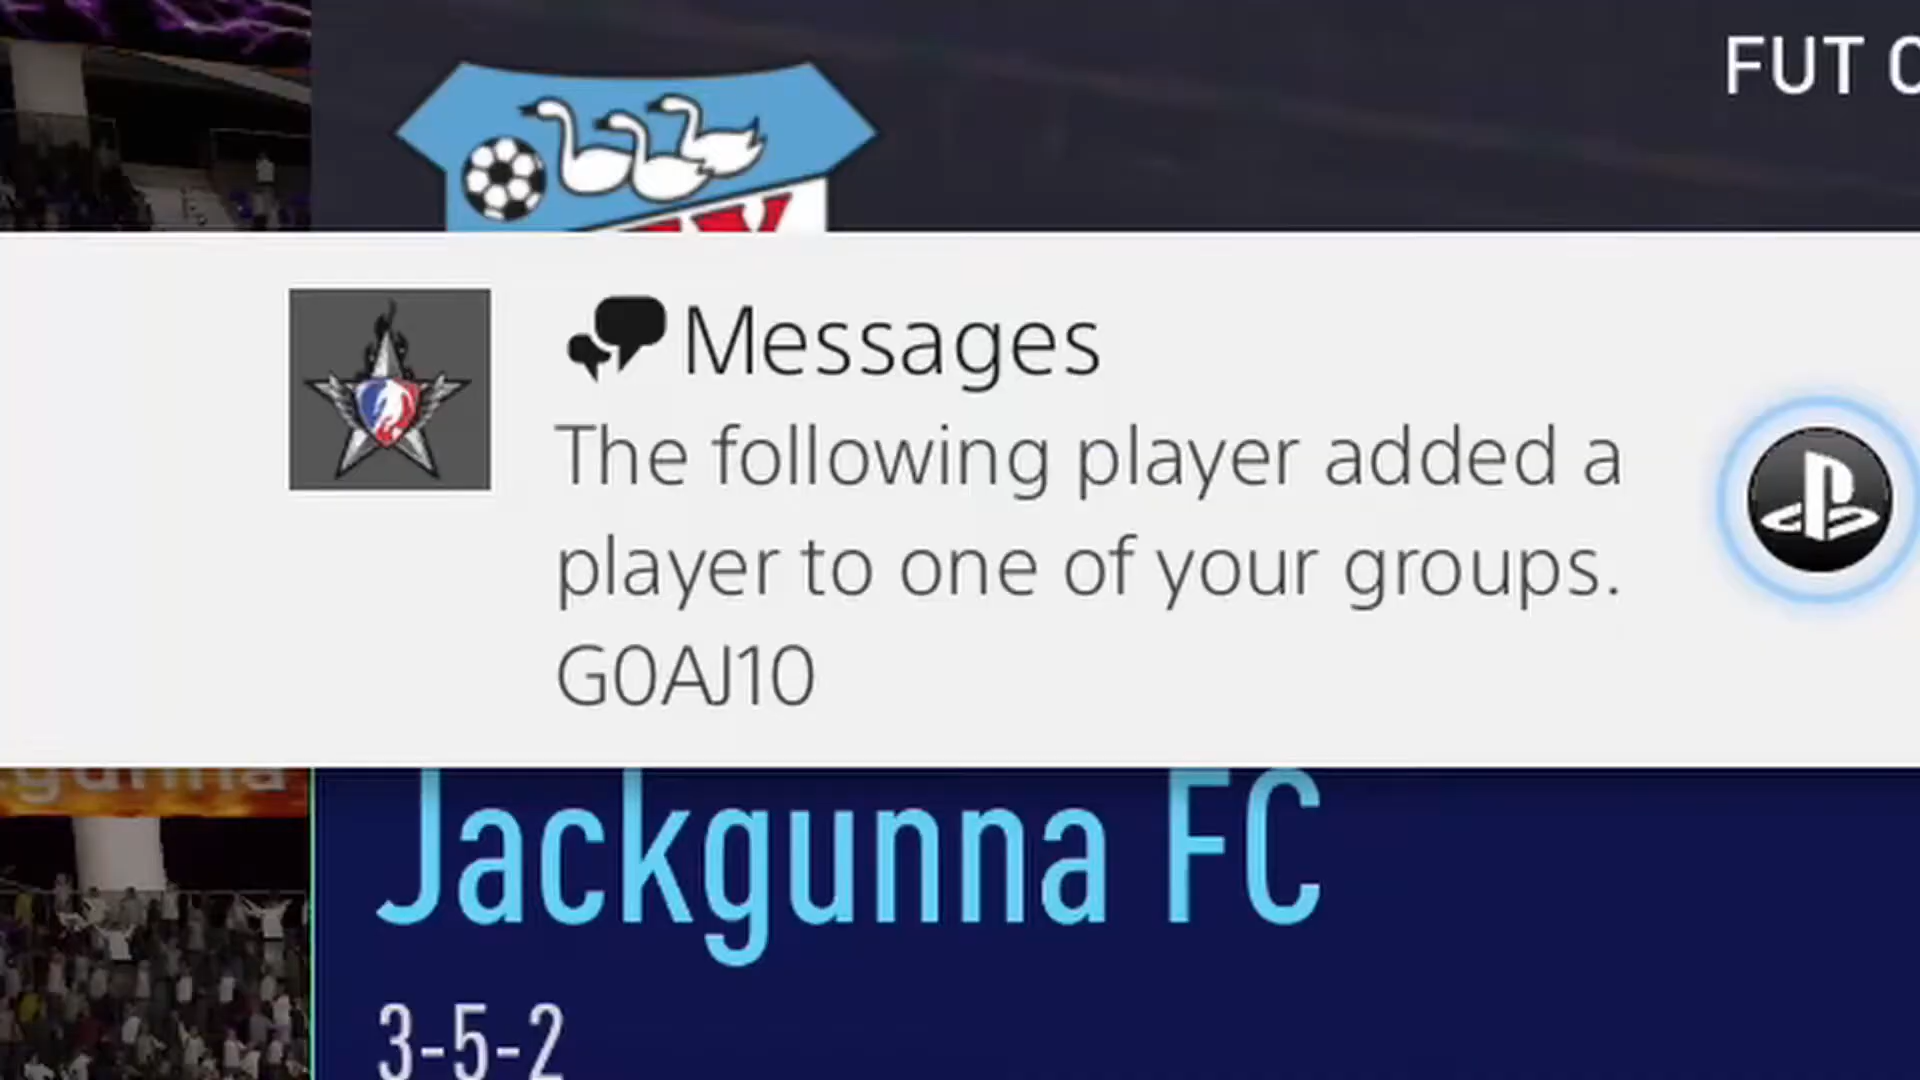 FUT
Messages
The following player added a
player to one of your groups.
G0AJ10
Jackgunna FC
3-5-2